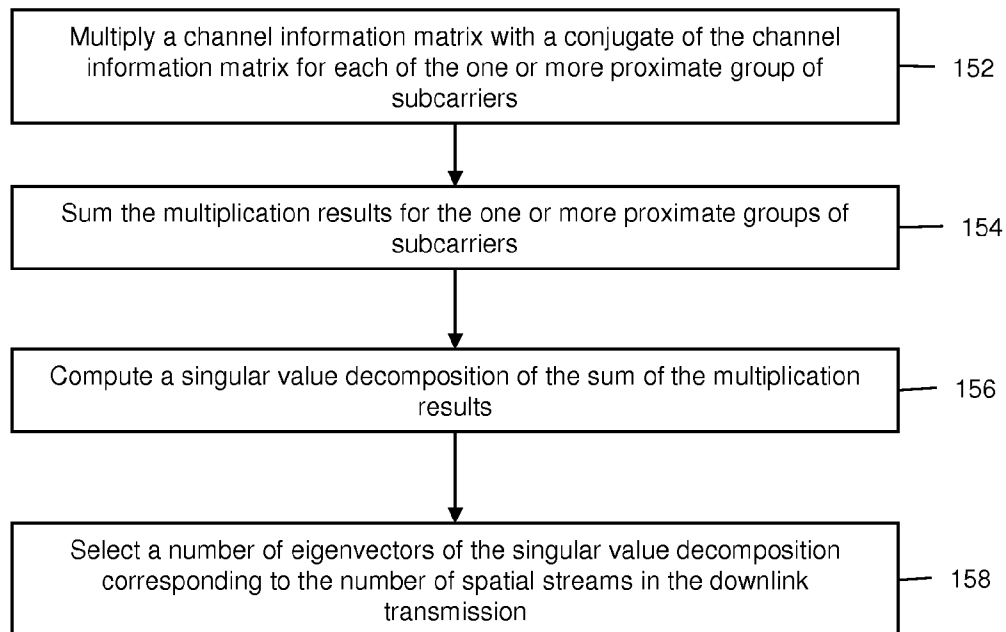 Multiply a channel information matrix with a conjugate of the channel
information matrix for each of the one or more proximate group of
subcarriers
152
Sum the multiplication results for the one or more proximate groups of
subcarriers
154
Compute a singular value decomposition of the sum of the multiplication
results
156
Select a number of eigenvectors of the singular value decomposition
corresponding to the number of spatial streams in the downlink
transmission
158